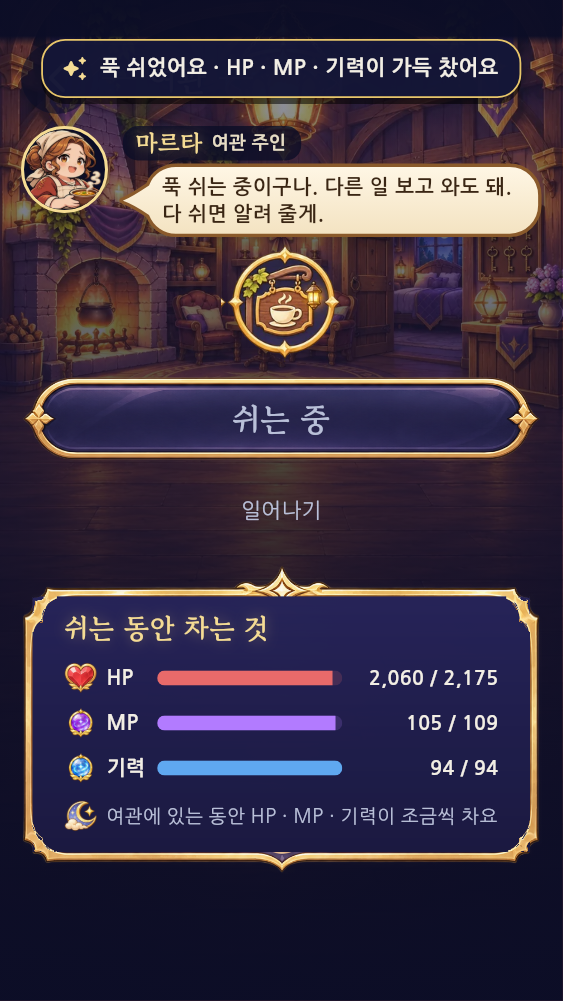 푹 쉬었어요 · HP · MP · 기력이 가득 찼어요
마르타 여관 주인
푹 쉬는 중이구나. 다른 일 보고 와도 돼.
다 쉬면 알려 줄게.
쉬는 중
일어나기
쉬는 동안 차는 것
HP 2,060 / 2,175
MP 105 / 109
기력 94 / 94
여관에 있는 동안 HP · MP · 기력이 조금씩 차요